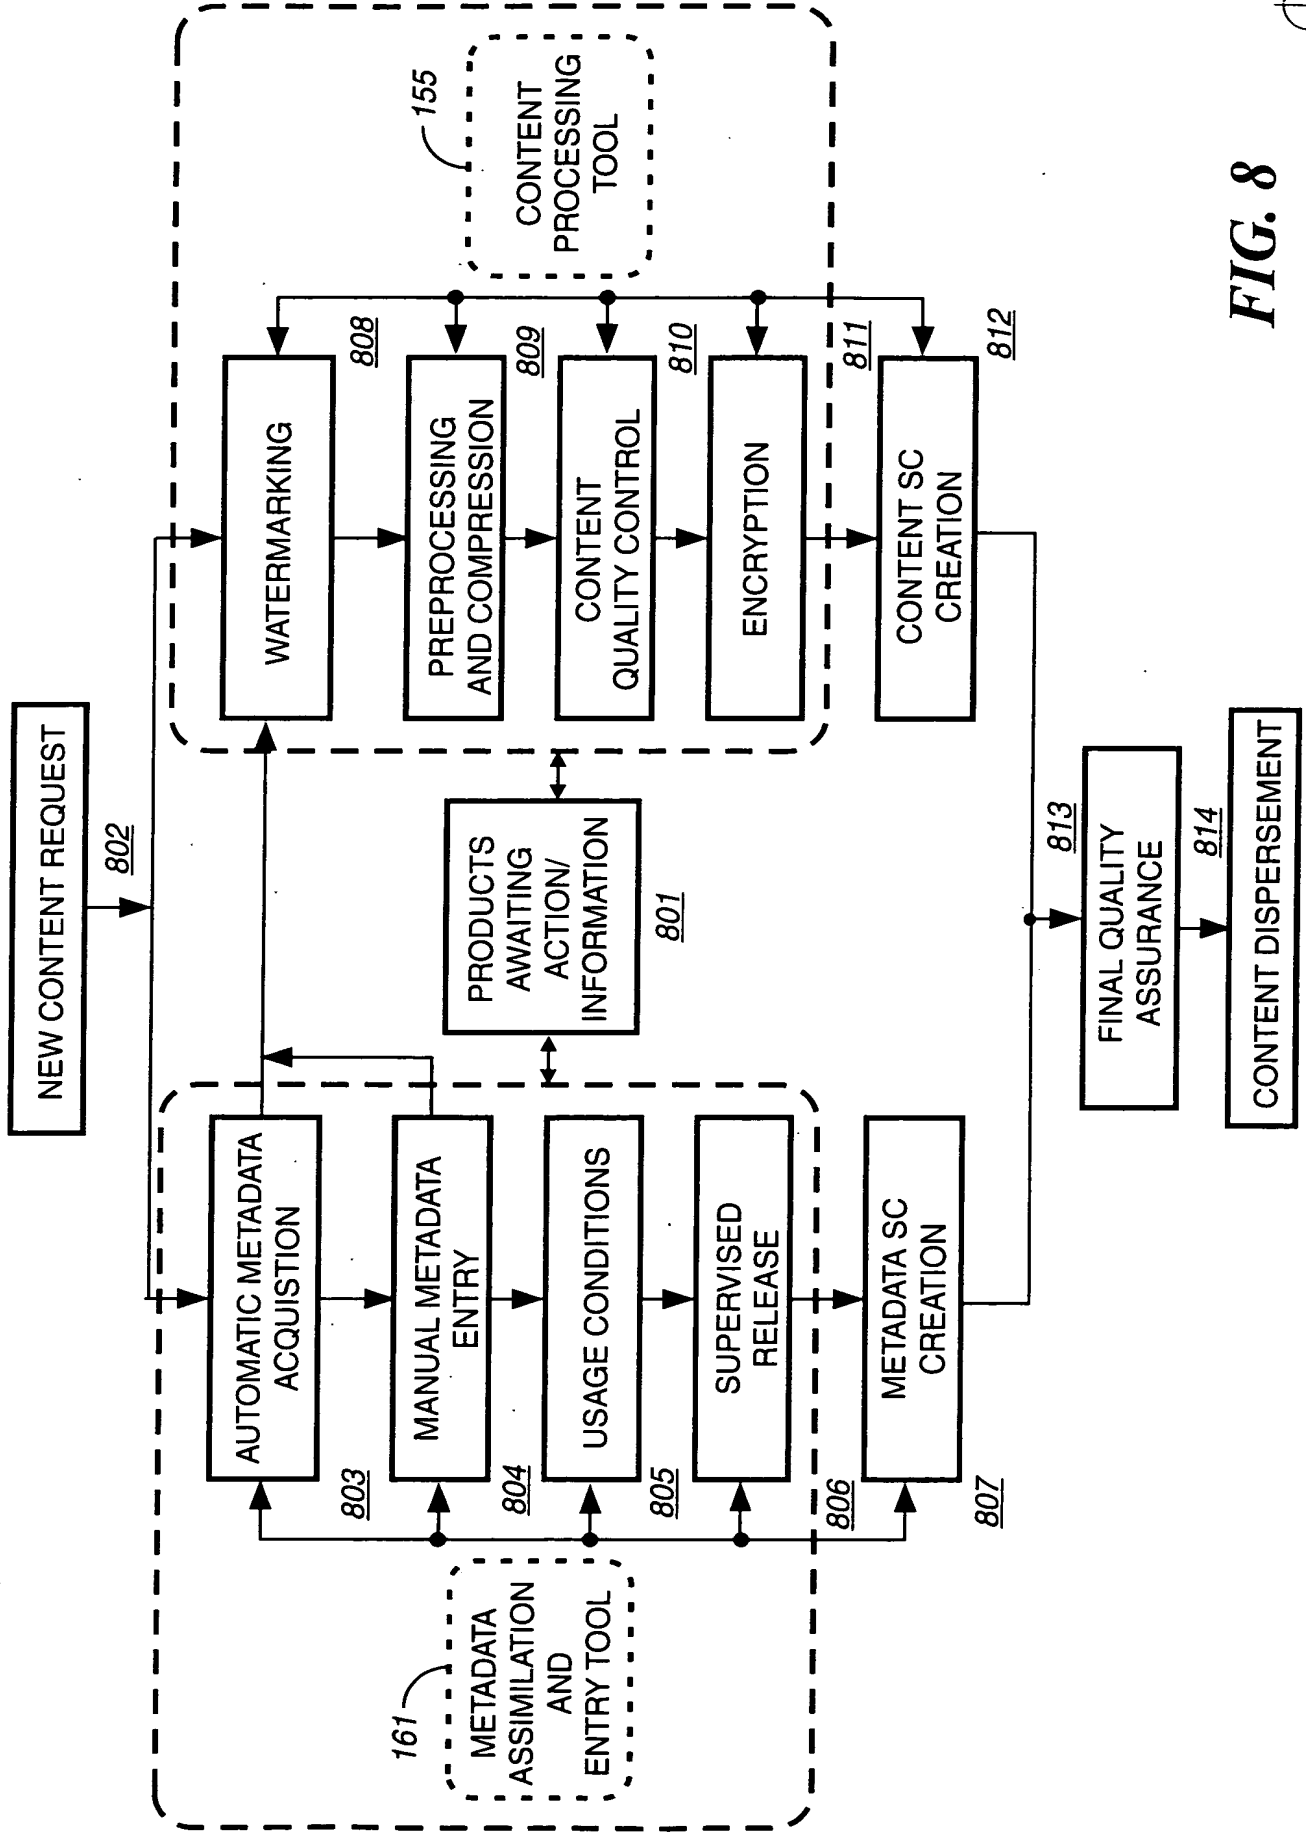 NEW CONTENT REQUEST
802
161
METADATA
ASSIMILATION
AND
ENTRY TOOL
AUTOMATIC METADATA
ACQUISTION
803
MANUAL METADATA
ENTRY
804
USAGE CONDITIONS
805
SUPERVISED
RELEASE
806
METADATA SC
CREATION
807
PRODUCTS
AWAITING
ACTION/
INFORMATION
801
WATERMARKING
808
PREPROCESSING
AND COMPRESSION
809
CONTENT
QUALITY CONTROL
810
ENCRYPTION
811
CONTENT SC
CREATION
812
155
CONTENT
PROCESSING
TOOL
813
FINAL QUALITY
ASSURANCE
814
CONTENT DISPERSEMENT
FIG. 8